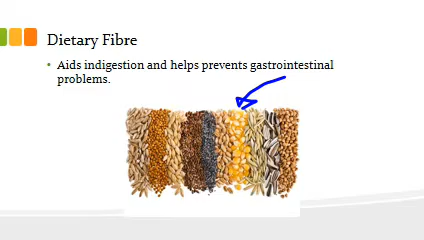 Dietary Fibre
• Aids indigestion and helps prevents gastrointestinal
problems.